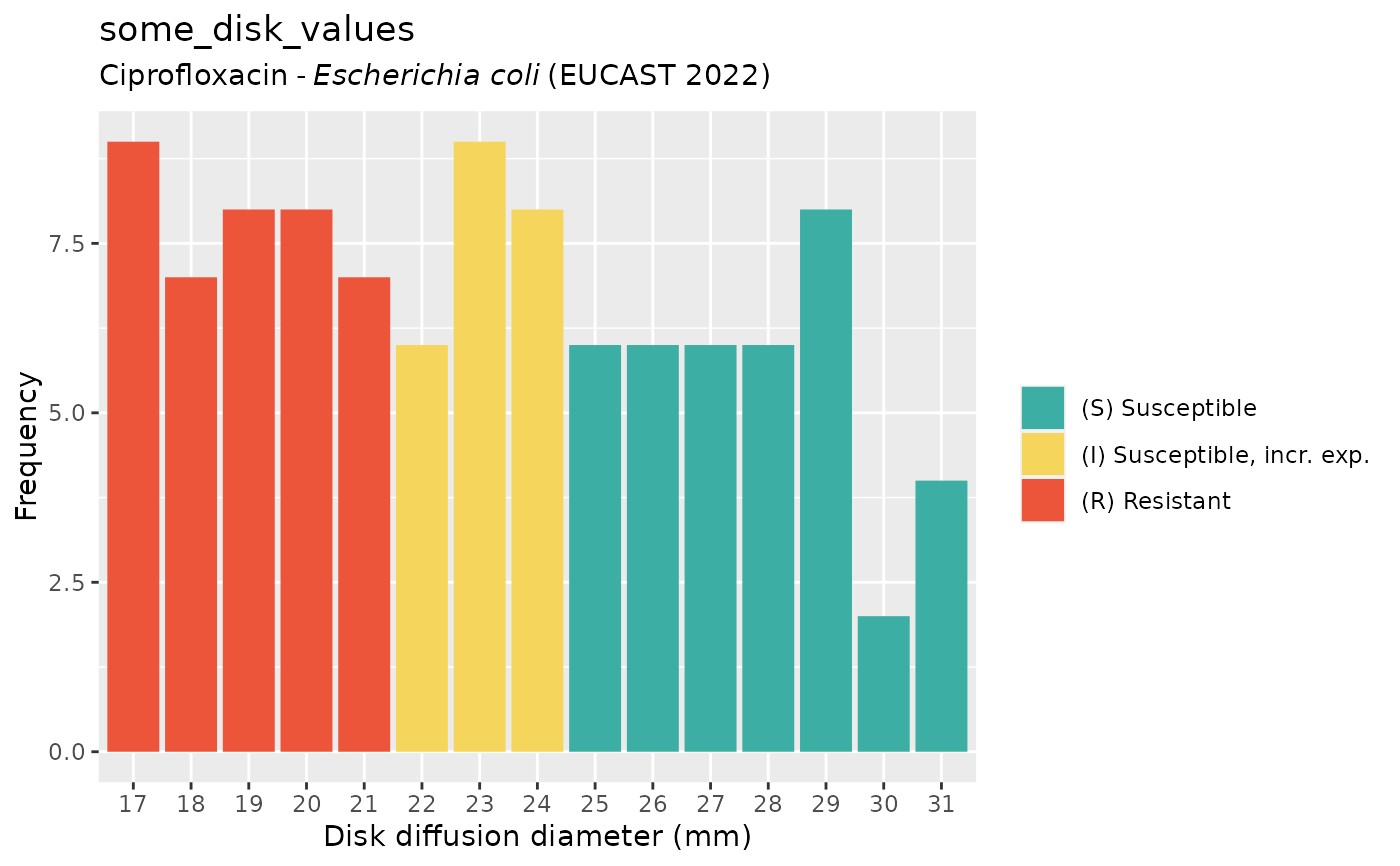 some_disk_values
Ciprofloxacin - Escherichia coli (EUCAST 2022)
Frequency
7.5
5.0
2.5
0.0
17 18 19 20 21 22 23 24 25 26 27 28 29 30 31
Disk diffusion diameter (mm)
(S) Susceptible
(I) Susceptible, incr. exp.
(R) Resistant